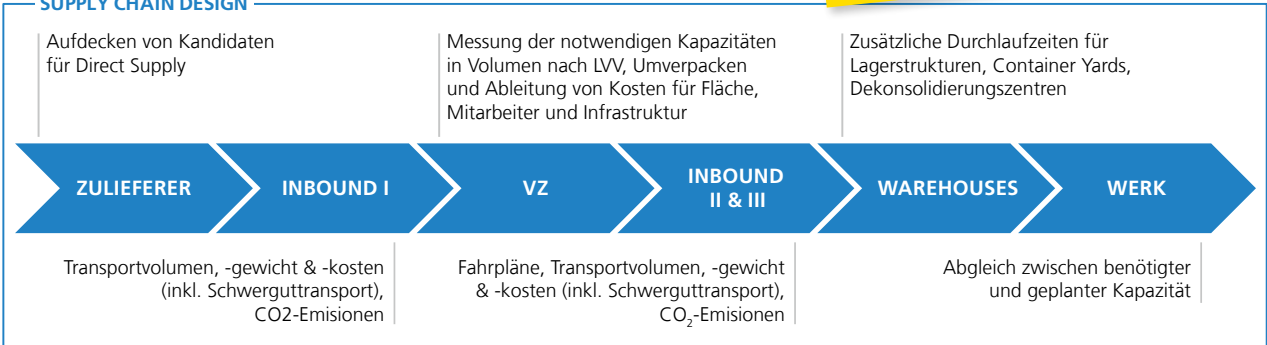 SUPPLY CHAIN DESIGN
Aufdecken von Kandidaten
für Direct Supply
Messung der notwendigen Kapazitäten
in Volumen nach LVV, Umverpacken
und Ableitung von Kosten für Fläche,
Mitarbeiter und Infrastruktur
Zusätzliche Durchlaufzeiten für
Lagerstrukturen, Container Yards,
Dekonsolidierungszentren
ZULIEFERER
INBOUND I
VZ
INBOUND
II & III
WAREHOUSES
WERK
Transportvolumen, -gewicht & -kosten
(inkl. Schwerguttransport),
CO2-Emisionen
Fahrpläne, Transportvolumen, -gewicht
& -kosten (inkl. Schwerguttransport),
CO₂-Emisionen
Abgleich zwischen benötigter
und geplanter Kapazität